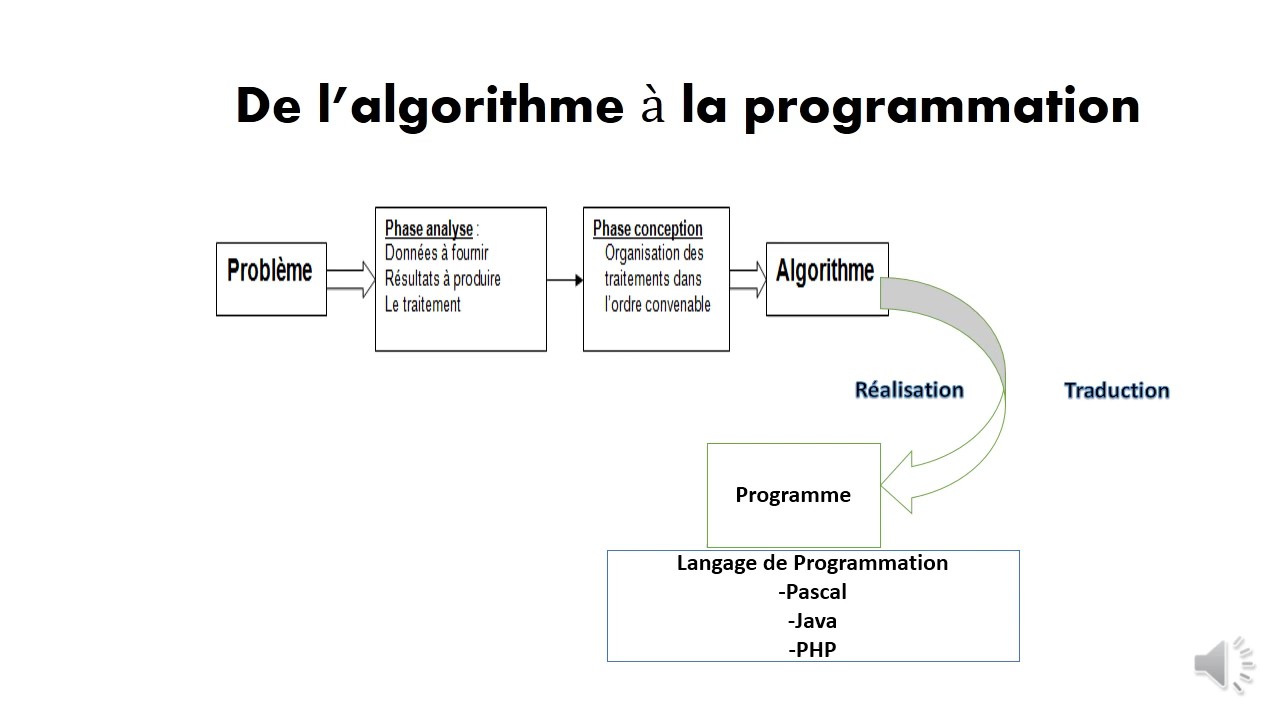 De l’algorithme à la programmation
Problème
Phase analyse :
Données à fournir
Résultats à produire
Le traitement
Phase conception
Organisation des
traitements dans
l’ordre convenable
Algorithme
Réalisation
Traduction
Programme
Langage de Programmation
-Pascal
-Java
-PHP